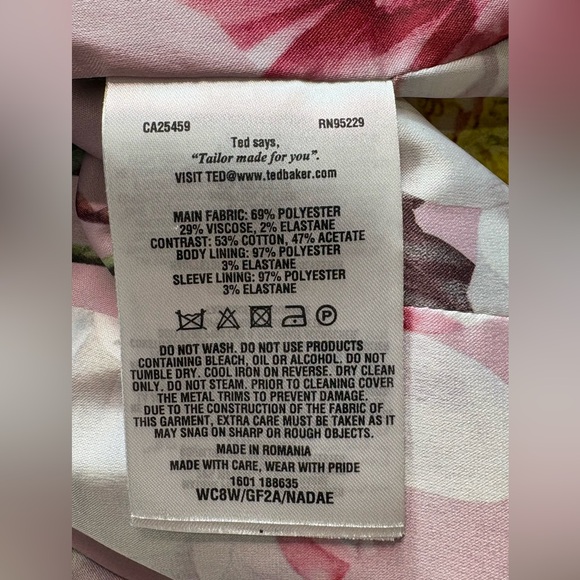 CA25459 RN95229
Ted says,
"Tailor made for you".
VISIT TED@www.tedbaker.com
MAIN FABRIC: 69% POLYESTER
29% VISCOSE, 2% ELASTANE
CONTRAST: 53% COTTON, 47% ACETATE
BODY LINING: 97% POLYESTER
3% ELASTANE
SLEEVE LINING: 97% POLYESTER
3% ELASTANE
P
DO NOT WASH. DO NOT USE PRODUCTS
CONTAINING BLEACH, OIL OR ALCOHOL. DO NOT
TUMBLE DRY. COOL IRON ON REVERSE. DRY CLEAN
ONLY. DO NOT STEAM. PRIOR TO CLEANING COVER
THE METAL TRIMS TO PREVENT DAMAGE.
DUE TO THE CONSTRUCTION OF THE FABRIC OF
THIS GARMENT, EXTRA CARE MUST BE TAKEN AS IT
MAY SNAG ON SHARP OR ROUGH OBJECTS.
MADE IN ROMANIA
MADE WITH CARE, WEAR WITH PRIDE
1601 188635
WC8W/GF2A/NADAE